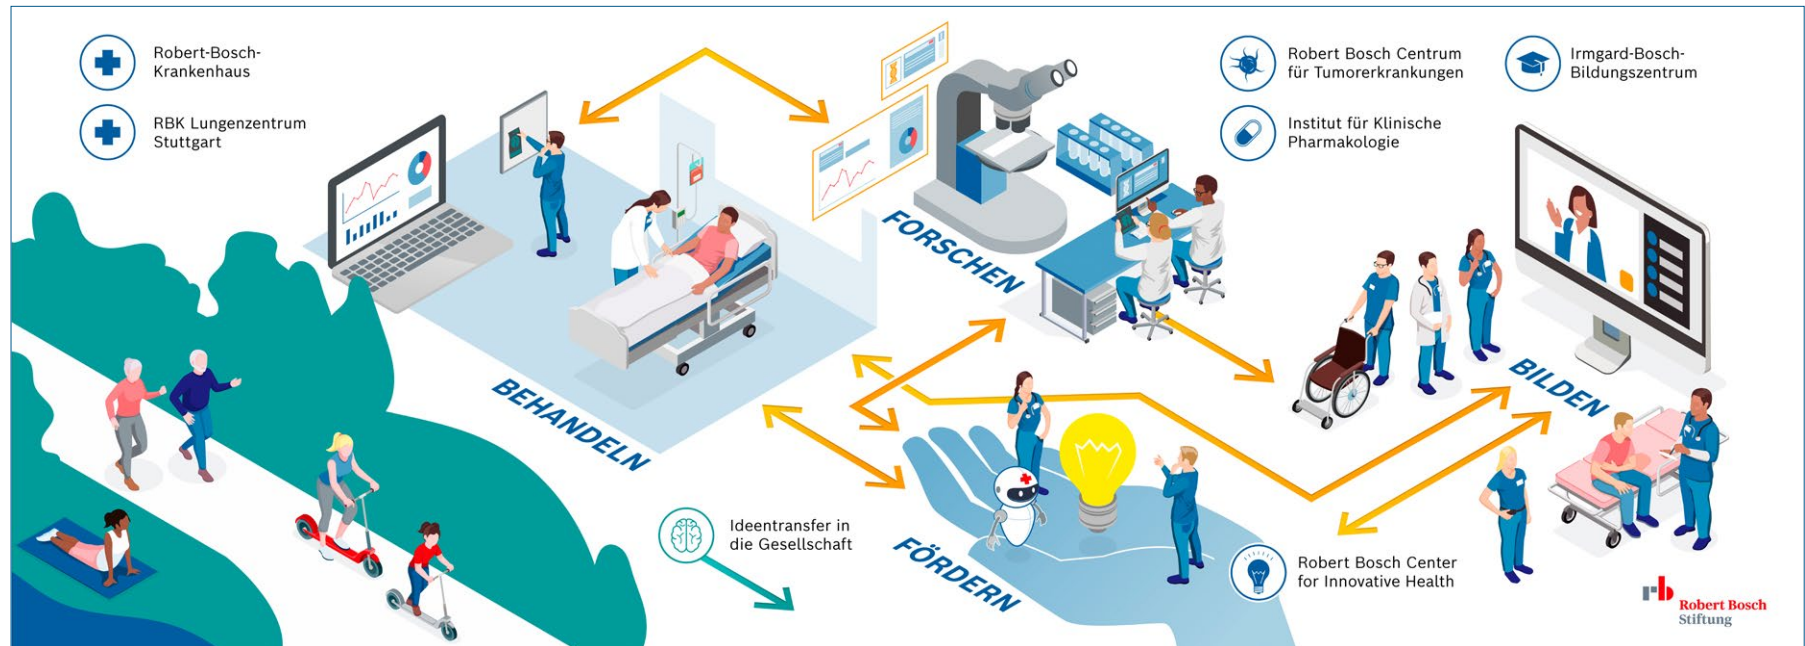 Robert-Bosch-
Krankenhaus
RBK Lungenzentrum
Stuttgart
Robert Bosch Centrum
für Tumorerkrankungen
Institut für Klinische
Pharmakologie
Irmgard-Bosch-
Bildungszentrum
FORSCHEN
BEHANDELN
BILDEN
FÖRDERN
Ideentransfer in
die Gesellschaft
Robert Bosch Center
for Innovative Health
rb
Robert Bosch
Stiftung